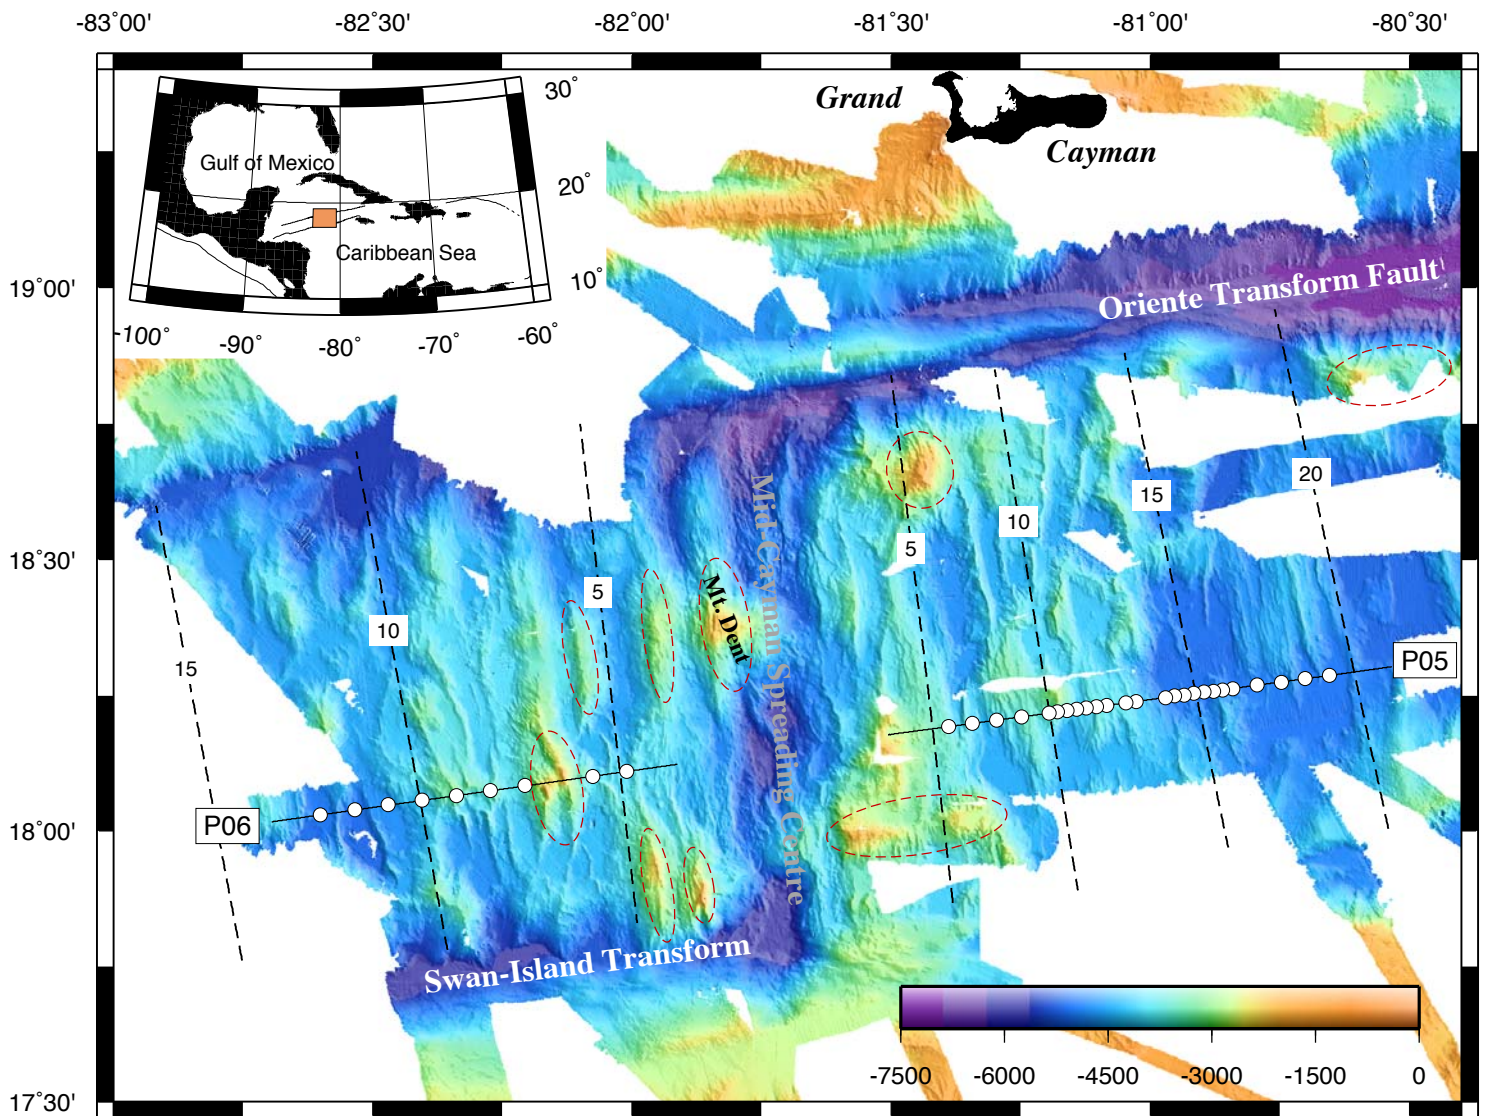 -83°00' -82°30' -82°00' -81°30' -81°00' -80°30'
30°
Grand
Cayman
Gulf of Mexico
20°
Caribbean Sea
10°
19°00'
Oriente Transform Fault
-100° -90° -80° -70° -60°
20
15
10
5
18°30'
Mid-Cayman Spreading Centre
Mt. Dent
5
10
15
P05
P06
18°00'
Swan-Island Transform
-7500 -6000 -4500 -3000 -1500 0
17°30'